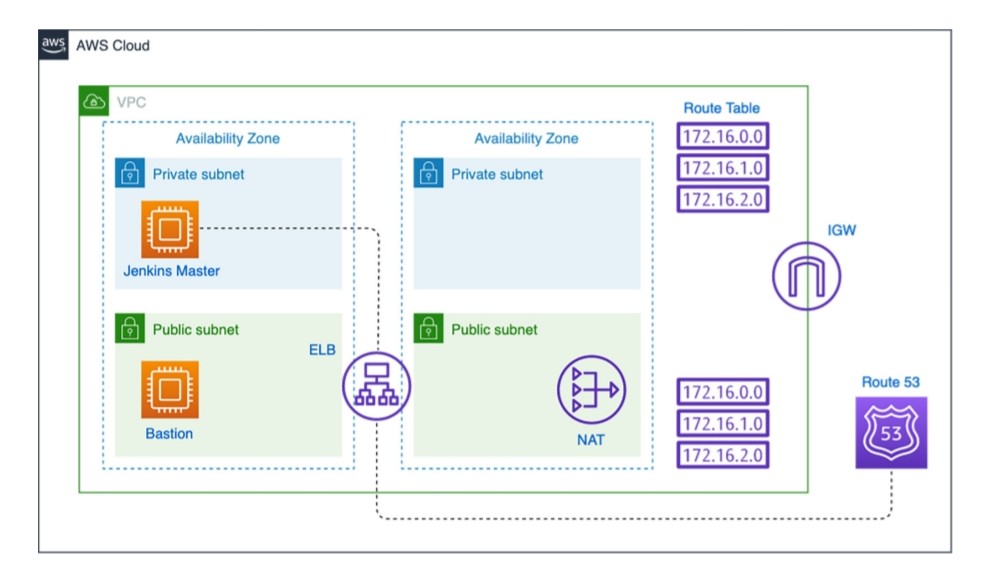 aws
AWS Cloud
VPC
Availability Zone
Private subnet
Jenkins Master
Public subnet
Bastion
ELB
Availability Zone
Private subnet
Public subnet
NAT
Route Table
172.16.0.0
172.16.1.0
172.16.2.0
IGW
172.16.0.0
172.16.1.0
172.16.2.0
Route 53
53